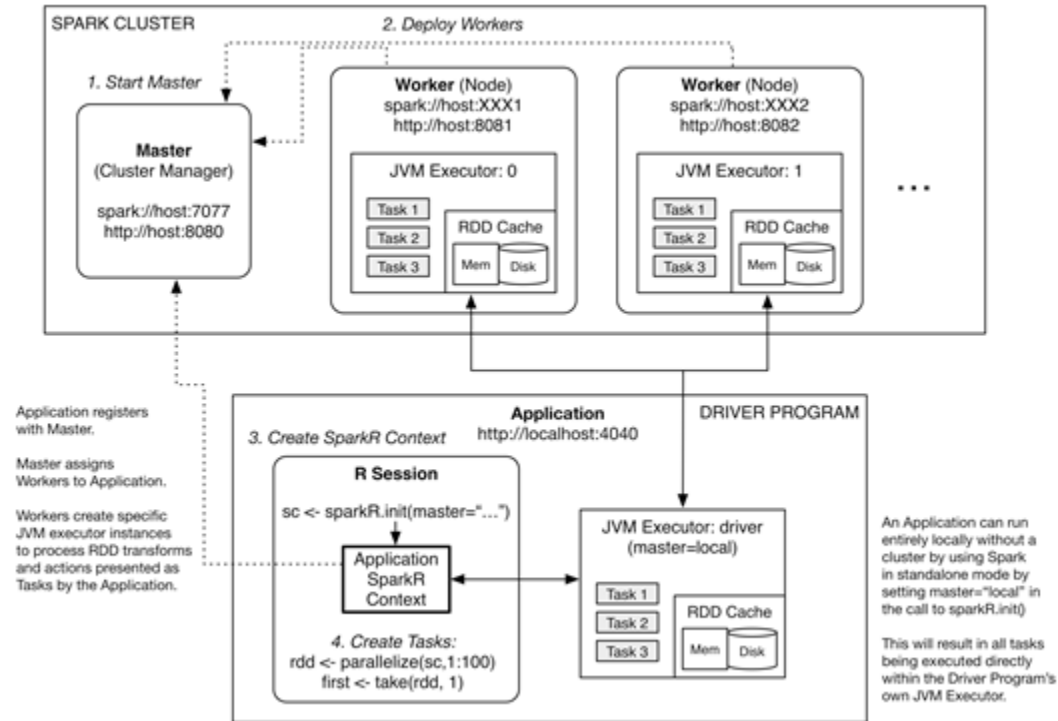 SPARK CLUSTER
2. Deploy Workers
1. Start Master
Master
(Cluster Manager)
spark://host:7077
http://host:8080
Worker (Node)
spark://host:XXX1
http://host:8081
JVM Executor: 0
Task 1
Task 2
Task 3
RDD Cache
Mem
Disk
Worker (Node)
spark://host:XXX2
http://host:8082
JVM Executor: 1
Task 1
Task 2
Task 3
RDD Cache
Mem
Disk
...
Application registers
with Master.
Master assigns
Workers to Application.
Workers create specific
JVM executor instances
to process RDD transforms
and actions presented as
Tasks by the Application.
Application
http://localhost:4040
DRIVER PROGRAM
3. Create SparkR Context
R Session
sc <- sparkR.init(master="...")
Application
SparkR
Context
4. Create Tasks:
rdd <- parallelize(sc,1:100)
first <- take(rdd, 1)
JVM Executor: driver
(master=local)
Task 1
Task 2
Task 3
RDD Cache
Mem
Disk
An Application can run
entirely locally without a
cluster by using Spark
in standalone mode by
setting master="local" in
the call to sparkR.init()
This will result in all tasks
being executed directly
within the Driver Program's
own JVM Executor.